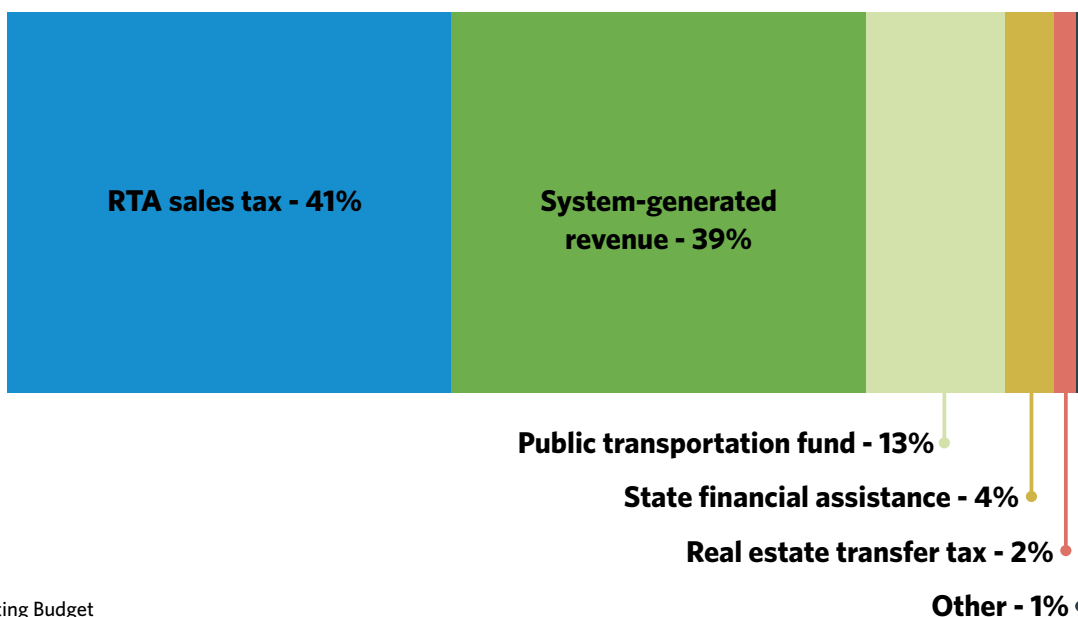 RTA sales tax - 41%
System-generated
revenue - 39%
Public transportation fund - 13%
State financial assistance - 4%
Real estate transfer tax - 2%
Other - 1%
Budget